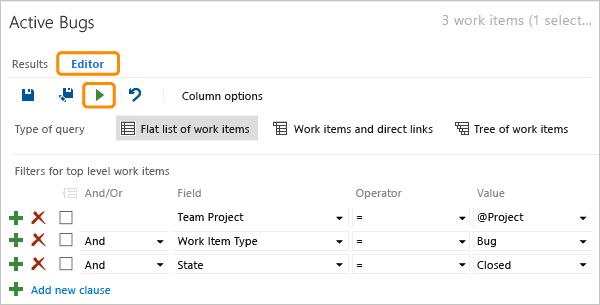 Active Bugs
3 work items (1 select...
Results Editor
Column options
Type of query Flat list of work items Work items and direct links Tree of work items
Filters for top level work items
And/Or Field Operator Value
Team Project = @Project
And Work Item Type = Bug
And State = Closed
Add new clause